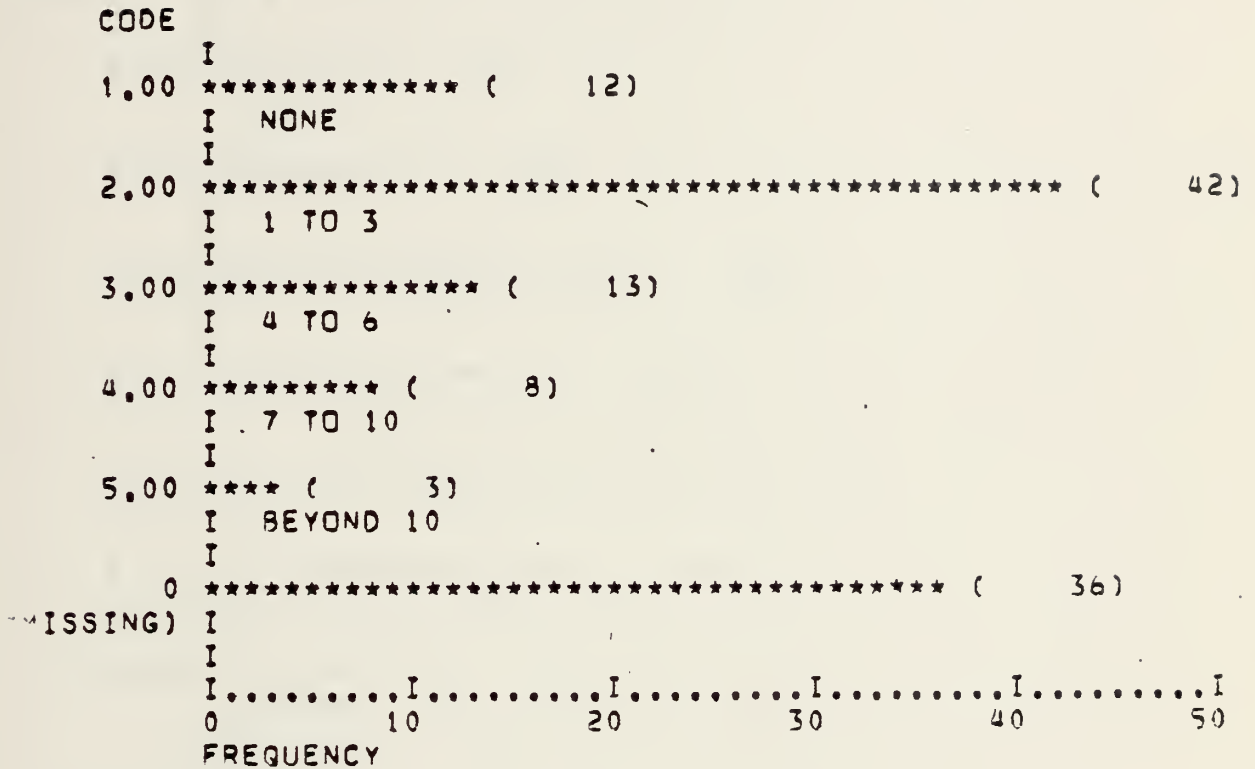 CODE
I
1.00 ************* ( 12)
I NONE
I
2.00 ******************************************* ( 42)
I 1 TO 3
I
3.00 ************** ( 13)
I 4 TO 6
I
4.00 ********* ( 8)
I 7 TO 10
I
5.00 **** ( 3)
I BEYOND 10
I
0 ************************************* ( 36)
ISSING) I
I
I.........I.........I.........I.........I.........I
0 10 20 30 40 50
FREQUENCY